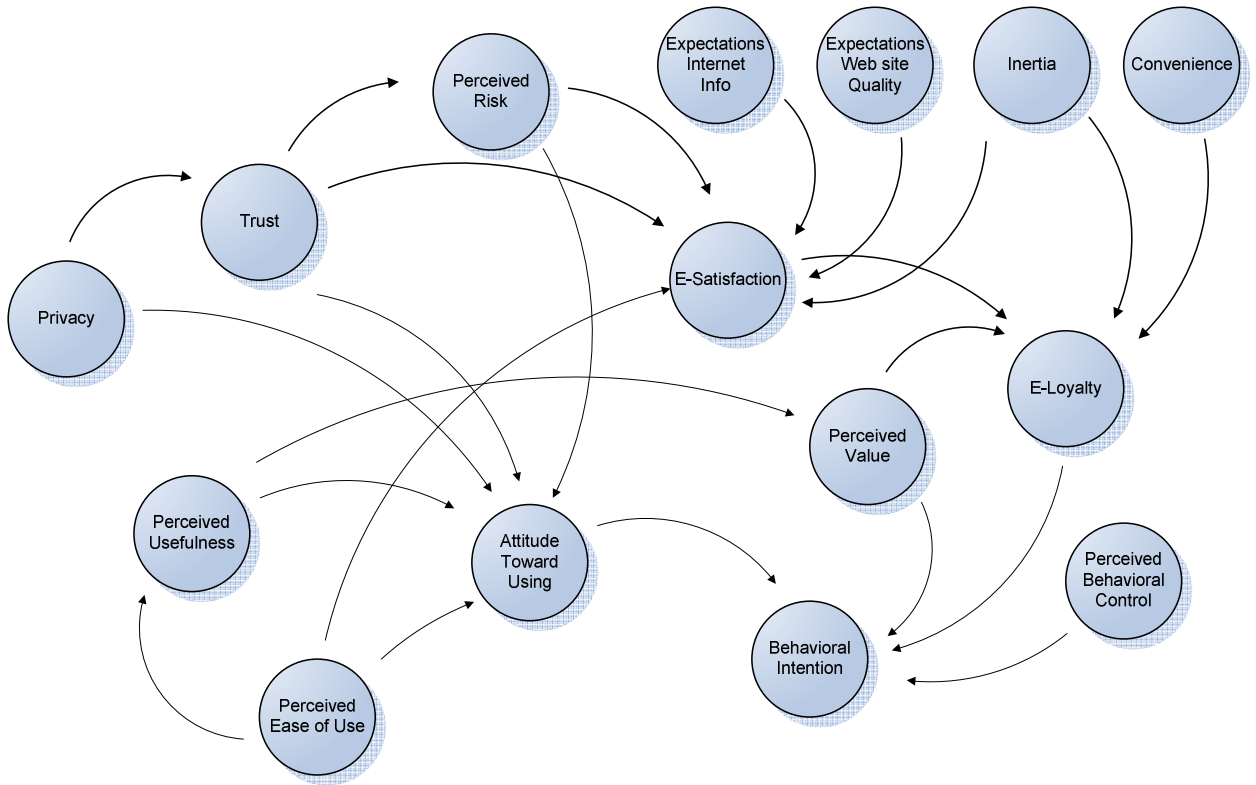 Expectations
Internet
Info
Expectations
Web site
Quality
Inertia
Convenience
Perceived
Risk
Trust
E-Satisfaction
Privacy
E-Loyalty
Perceived
Value
Perceived
Usefulness
Attitude
Toward
Using
Perceived
Behavioral
Control
Behavioral
Intention
Perceived
Ease of Use